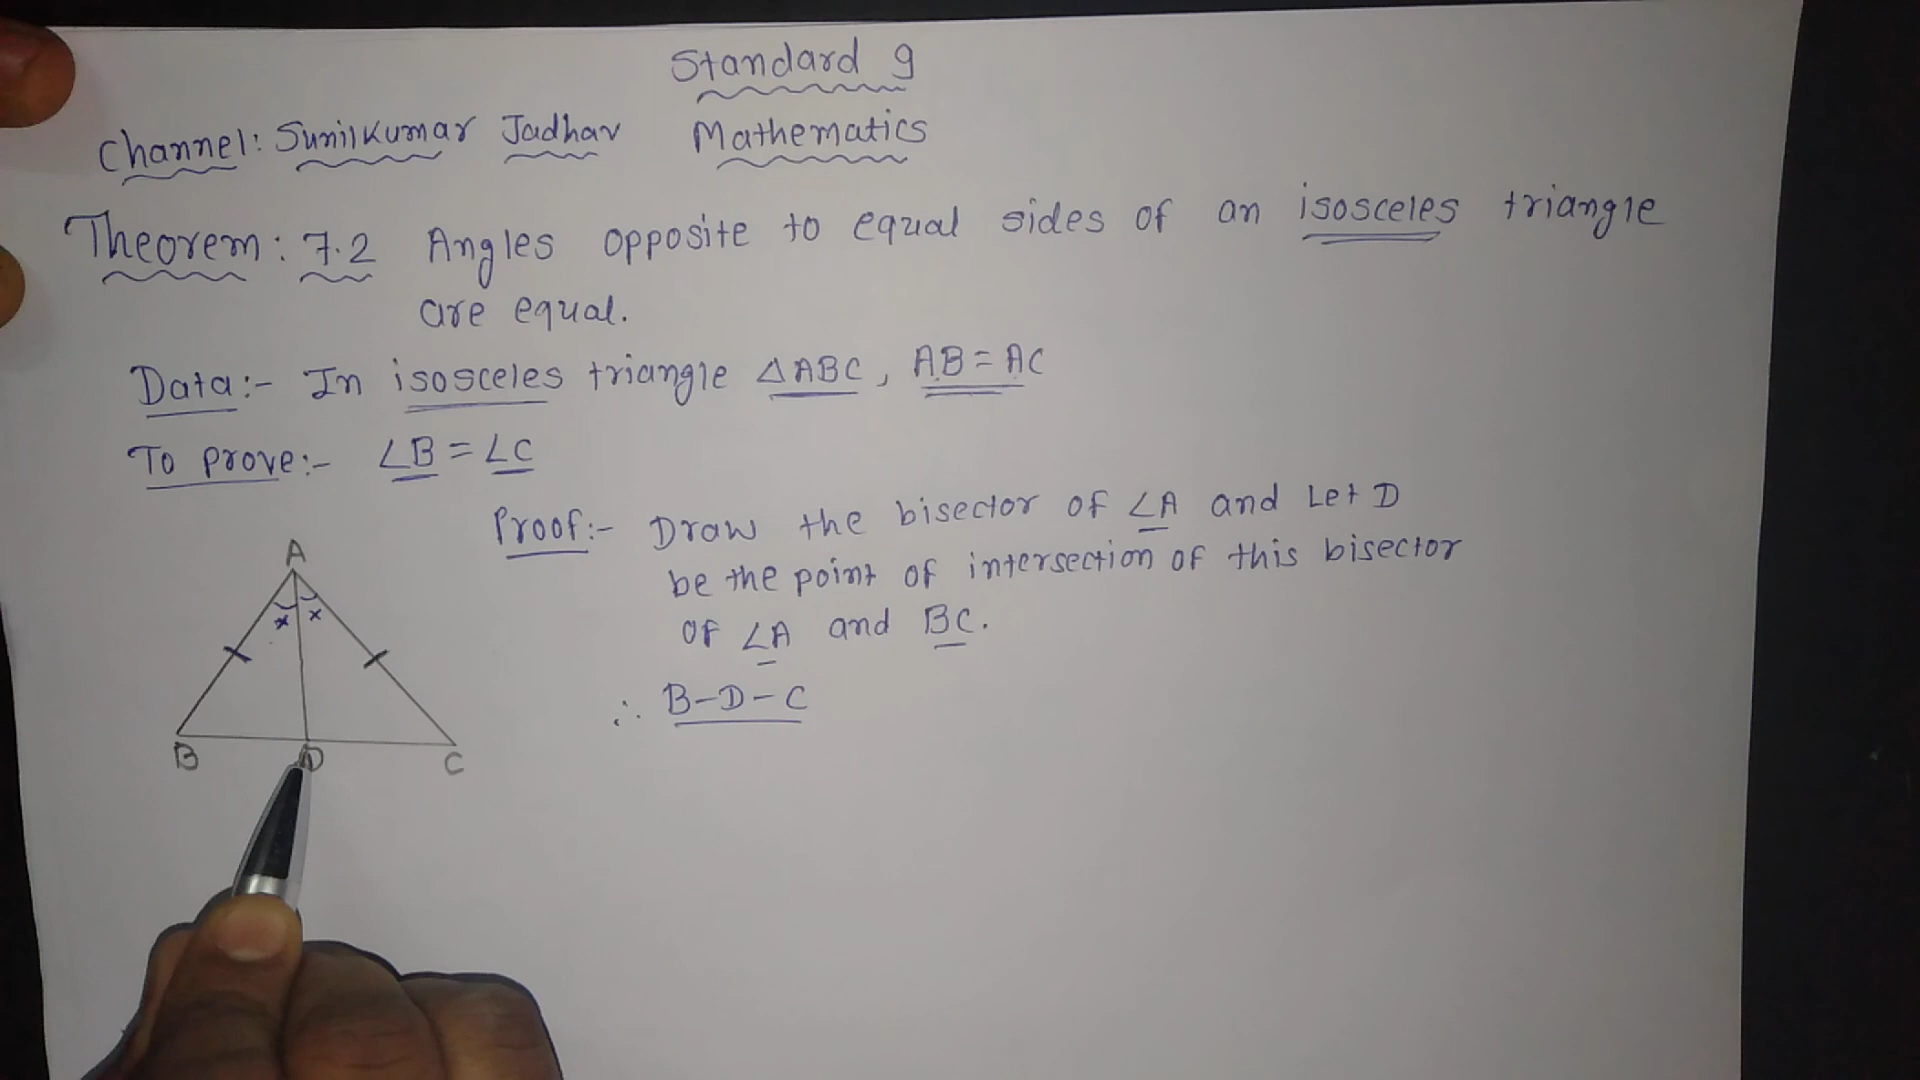 Standard 9
Channel: Sunilkumar Jadhav Mathematics
Theorem: 7.2 Angles opposite to equal sides of an isosceles triangle
are equal.
Data:- In isosceles triangle △ABC, AB = AC
To prove:- ∠B = ∠C
Proof:- Draw the bisector of ∠A and Let D
be the point of intersection of this bisector
of ∠A and BC.
∴ B-D-C
A
x x
B D C